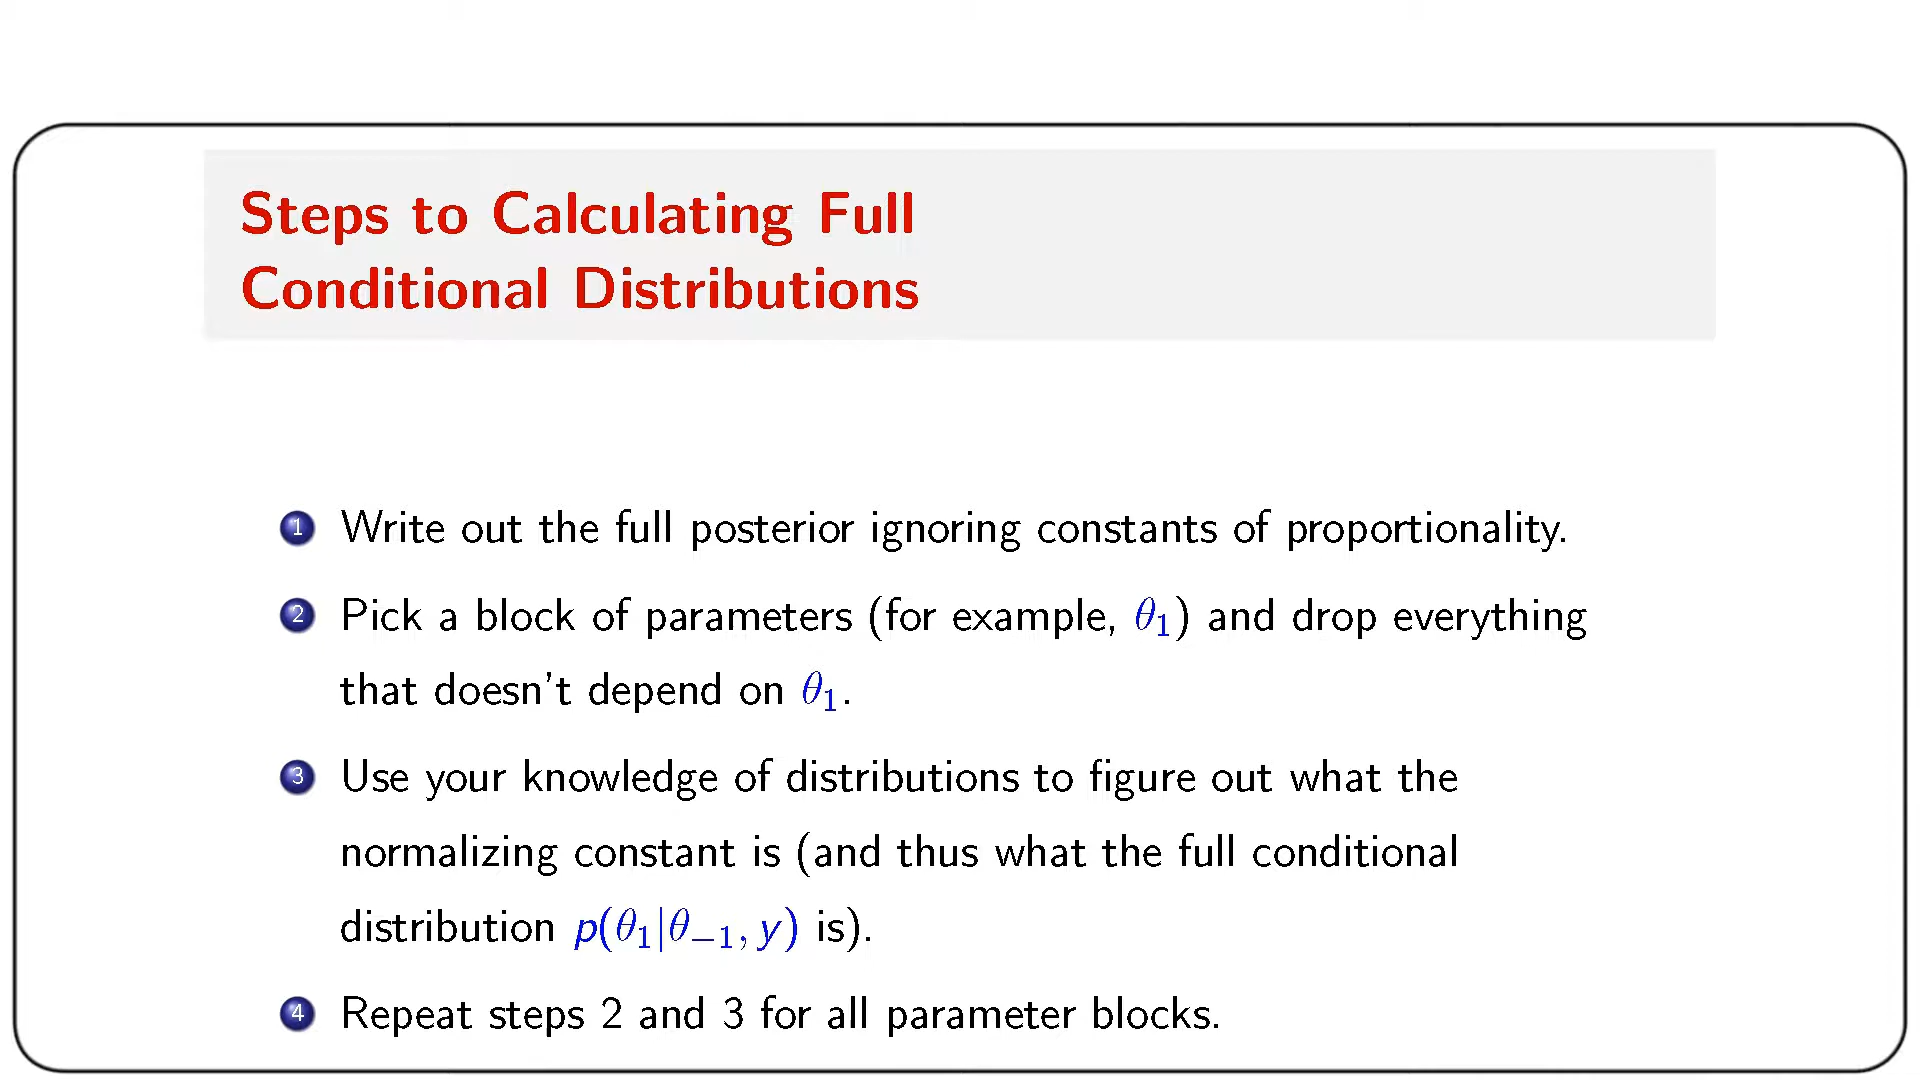 Steps to Calculating Full
Conditional Distributions
1 Write out the full posterior ignoring constants of proportionality.
2 Pick a block of parameters (for example, θ₁) and drop everything
that doesn't depend on θ₁.
3 Use your knowledge of distributions to figure out what the
normalizing constant is (and thus what the full conditional
distribution p(θ₁|θ₋₁, y) is).
4 Repeat steps 2 and 3 for all parameter blocks.